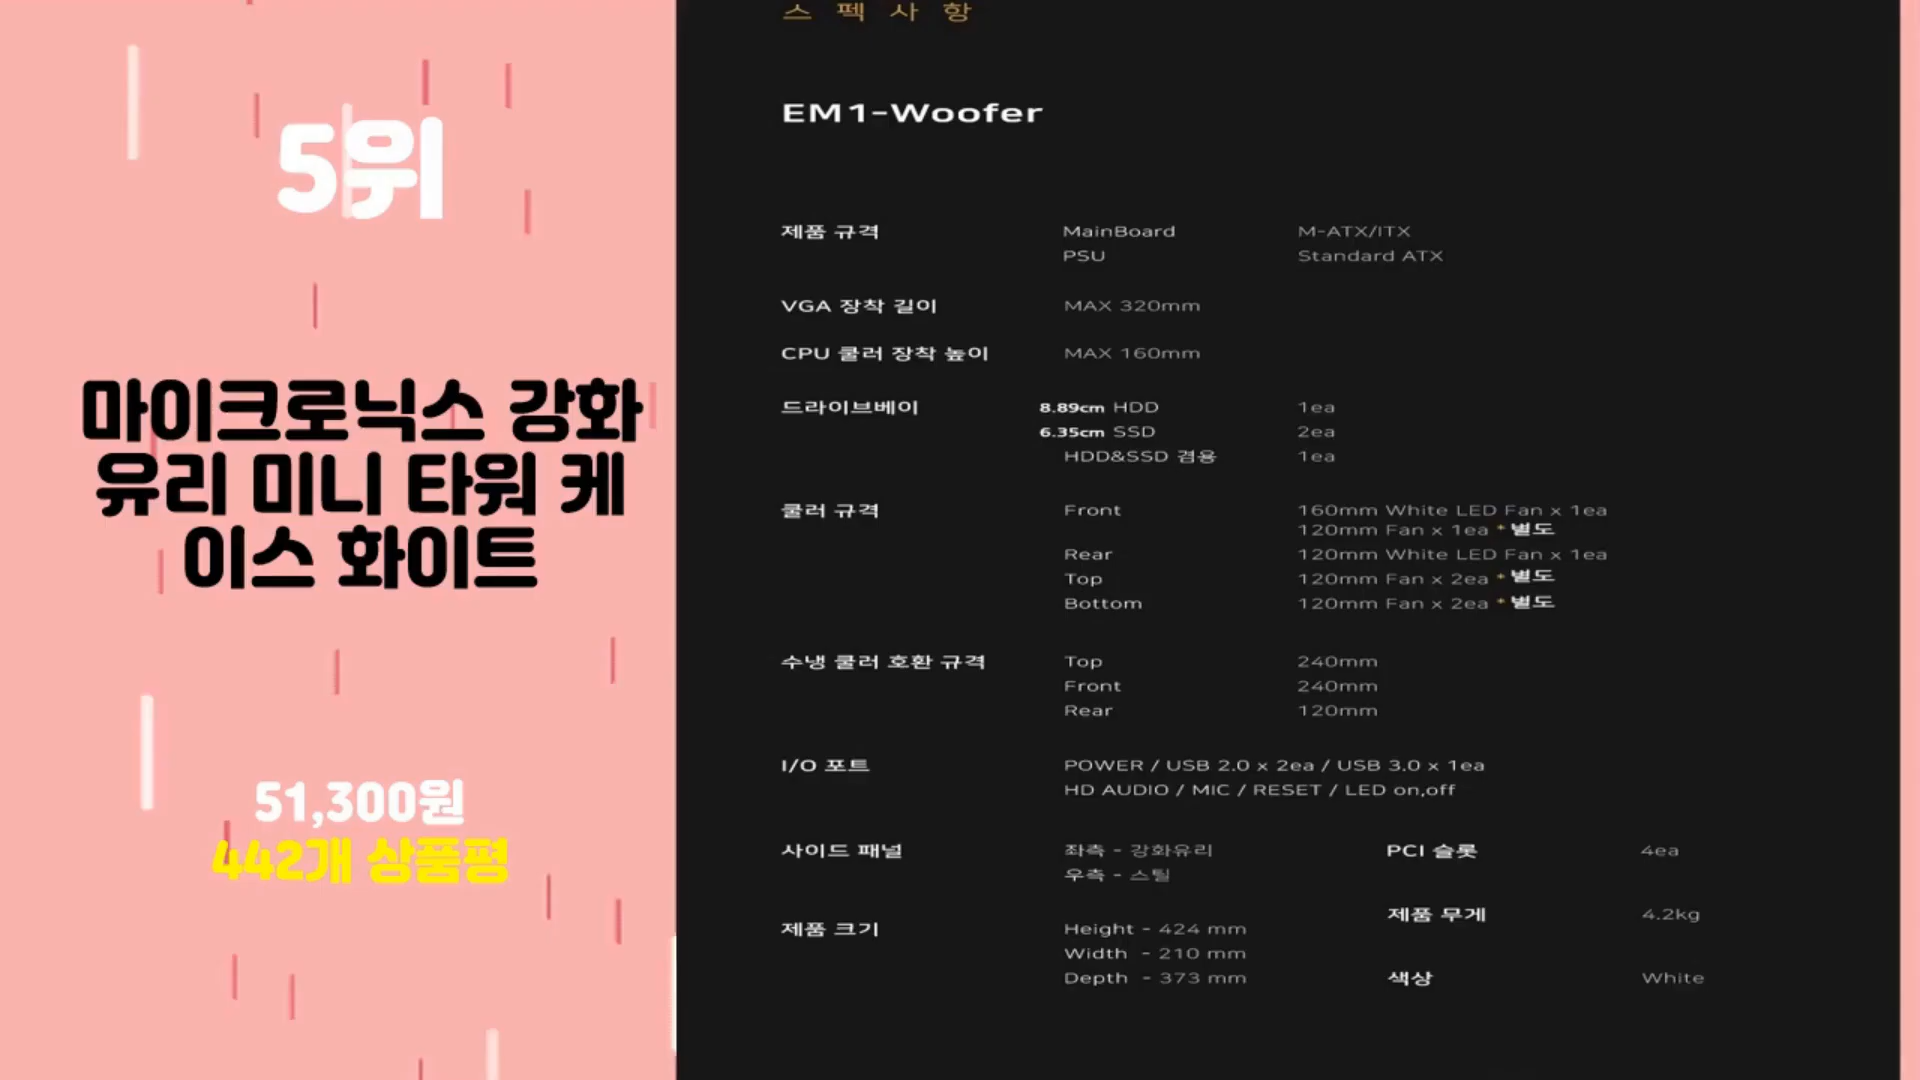 5위
마이크로닉스 강화
유리 미니 타워 케
이스 화이트
51,300원
442개 상품평
스펙사항
EM1-Woofer
제품 규격 MainBoard M-ATX/ITX
PSU Standard ATX
VGA 장착 길이 MAX 320mm
CPU 쿨러 장착 높이 MAX 160mm
드라이브베이 8.89cm HDD 1ea
6.35cm SSD 2ea
HDD&SSD 겸용 1ea
쿨러 규격 Front 160mm White LED Fan x 1ea
120mm Fan x 1ea * 별도
Rear 120mm White LED Fan x 1ea
Top 120mm Fan x 2ea * 별도
Bottom 120mm Fan x 2ea * 별도
수냉 쿨러 호환 규격 Top 240mm
Front 240mm
Rear 120mm
I/O 포트 POWER / USB 2.0 x 2ea / USB 3.0 x 1ea
HD AUDIO / MIC / RESET / LED on,off
사이드 패널 좌측 - 강화유리 PCI 슬롯 4ea
우측 - 스틸
제품 무게 4.2kg
제품 크기 Height - 424 mm
Width - 210 mm
Depth - 373 mm 색상 White